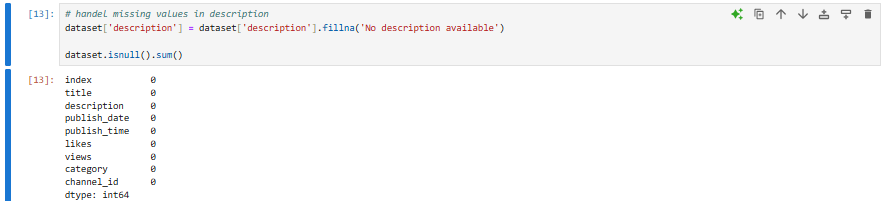 [13]: # handel missing values in description
dataset['description'] = dataset['description'].fillna('No description available')
dataset.isnull().sum()
[13]: index 0
title 0
description 0
publish_date 0
publish_time 0
likes 0
views 0
category 0
channel_id 0
dtype: int64